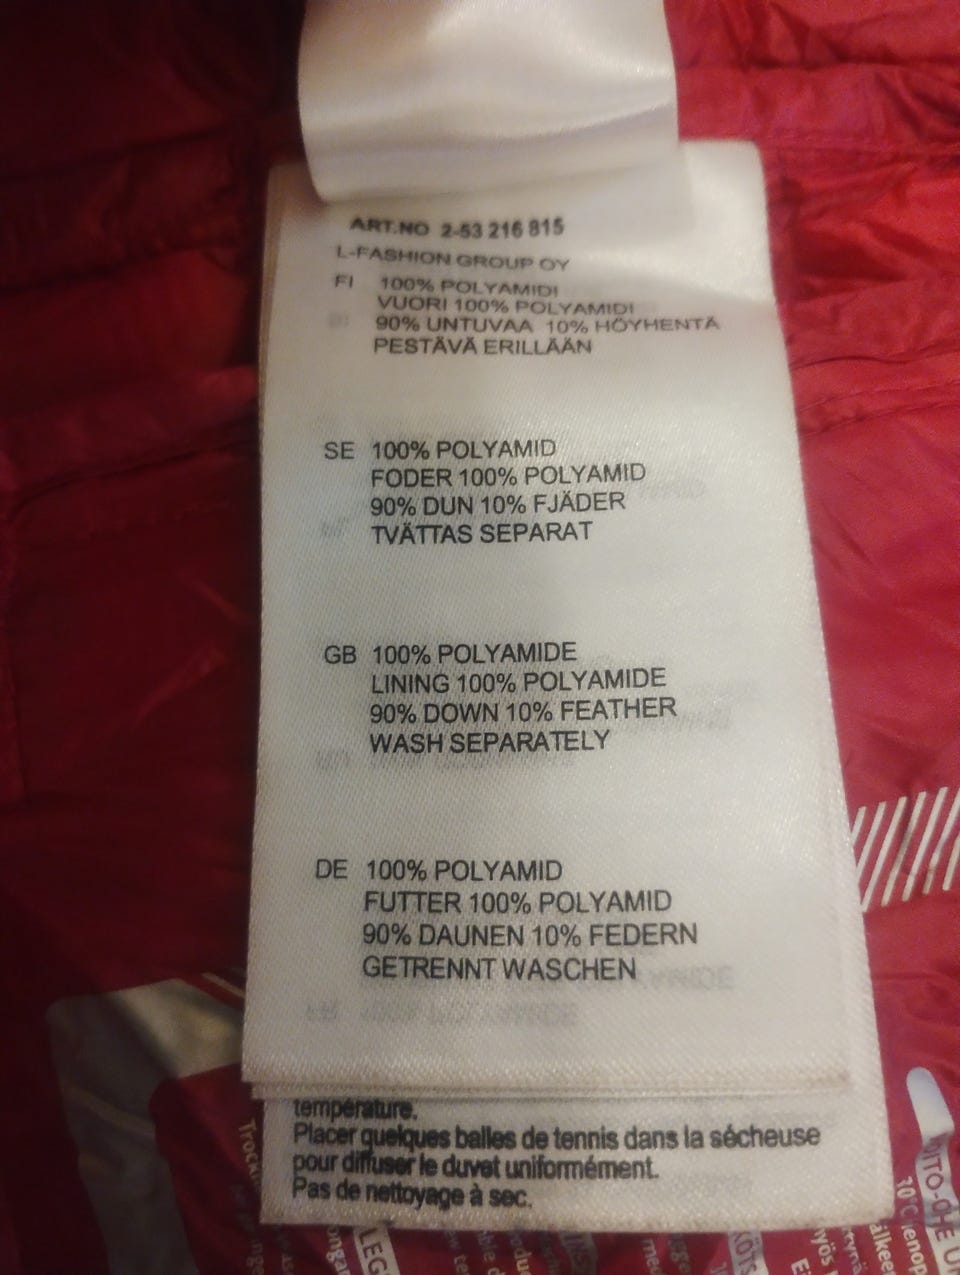 ART.NO 2-53 216 815
L-FASHION GROUP OY
FI 100% POLYAMIDI
VUORI 100% POLYAMIDI
90% UNTUVAA 10% HÖYHENTÄ
PESTÄVÄ ERILLÄÄN
SE 100% POLYAMID
FODER 100% POLYAMID
90% DUN 10% FJÄDER
TVÄTTAS SEPARAT
GB 100% POLYAMIDE
LINING 100% POLYAMIDE
90% DOWN 10% FEATHER
WASH SEPARATELY
DE 100% POLYAMID
FUTTER 100% POLYAMID
90% DAUNEN 10% FEDERN
GETRENNT WASCHEN
température.
Placer quelques balles de tennis dans la sécheuse
pour diffuser le duvet uniformément.
Pas de nettoyage à sec.